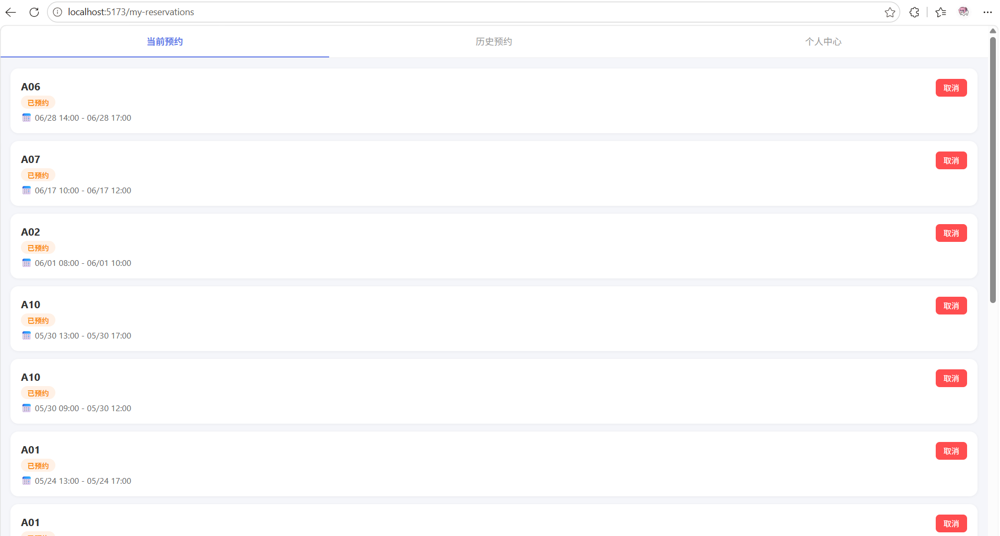 localhost:5173/my-reservations
当前预约
历史预约
个人中心
A06
取消
已预约
06/28 14:00 - 06/28 17:00
A07
取消
已预约
06/17 10:00 - 06/17 12:00
A02
取消
已预约
06/01 08:00 - 06/01 10:00
A10
取消
已预约
05/30 13:00 - 05/30 17:00
A10
取消
已预约
05/30 09:00 - 05/30 12:00
A01
取消
已预约
05/24 13:00 - 05/24 17:00
A01
取消